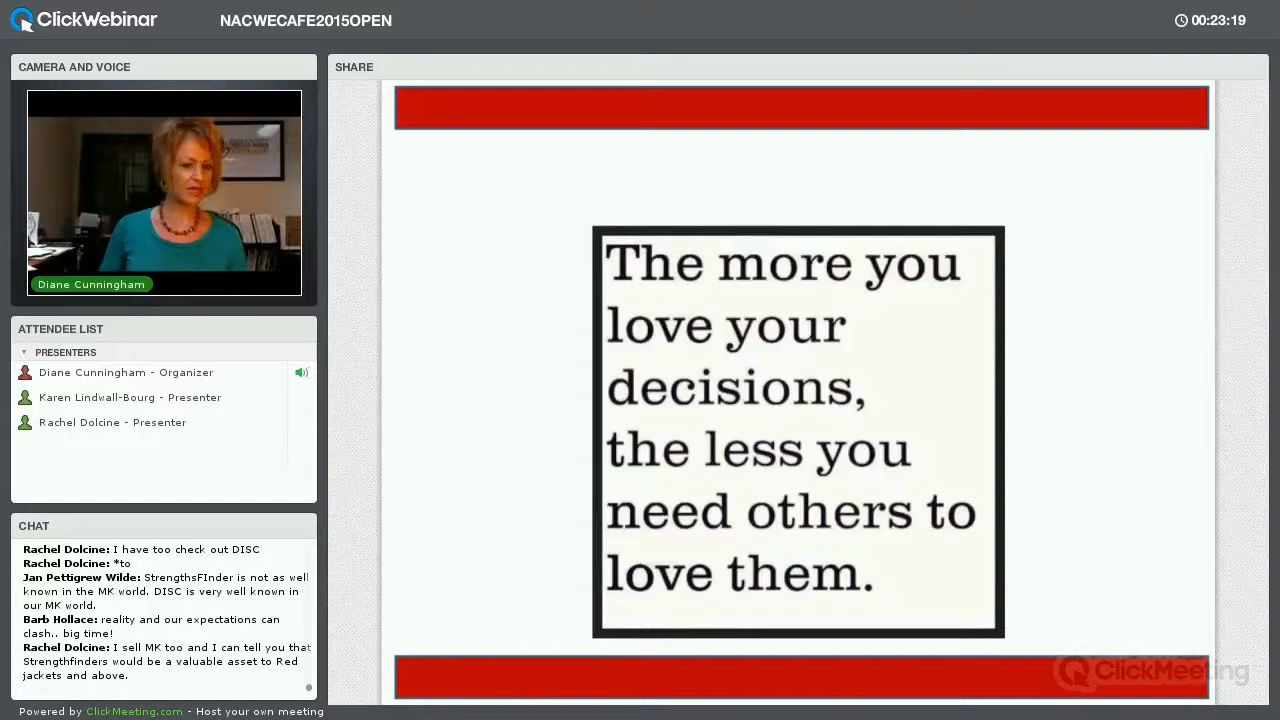 ClickWebinar
NACWECAFE2015OPEN
00:23:19
CAMERA AND VOICE
Diane Cunningham
ATTENDEE LIST
PRESENTERS
Diane Cunningham - Organizer
Karen Lindwall-Bourg - Presenter
Rachel Dolcine - Presenter
CHAT
Rachel Dolcine: I have too check out DISC
Rachel Dolcine: *to
Jan Pettigrew Wilde: StrengthsFInder is not as well
known in the MK world. DISC is very well known in
our MK world.
Barb Hollace: reality and our expectations can
clash.. big time!
Rachel Dolcine: I sell MK too and I can tell you that
StrengthFinders would be a valuable asset to Red
jackets and above.
Powered by ClickMeeting.com - Host your own meeting
SHARE
The more you
love your
decisions,
the less you
need others to
love them.
ClickMeeting